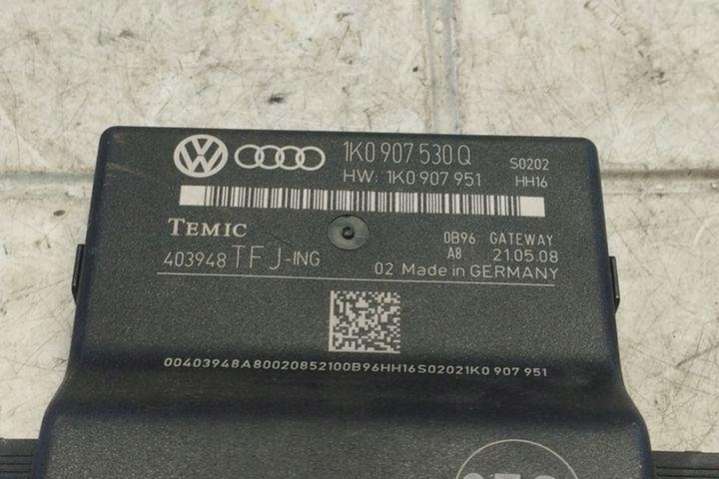 1K0 907 530 Q S0202
HW: 1K0 907 951 HH16
TEMIC 0B96 GATEWAY
403948 TFJ-ING A8 21.05.08
02 Made in GERMANY
00403948A80020852100B96HH16S02021K0 907 951